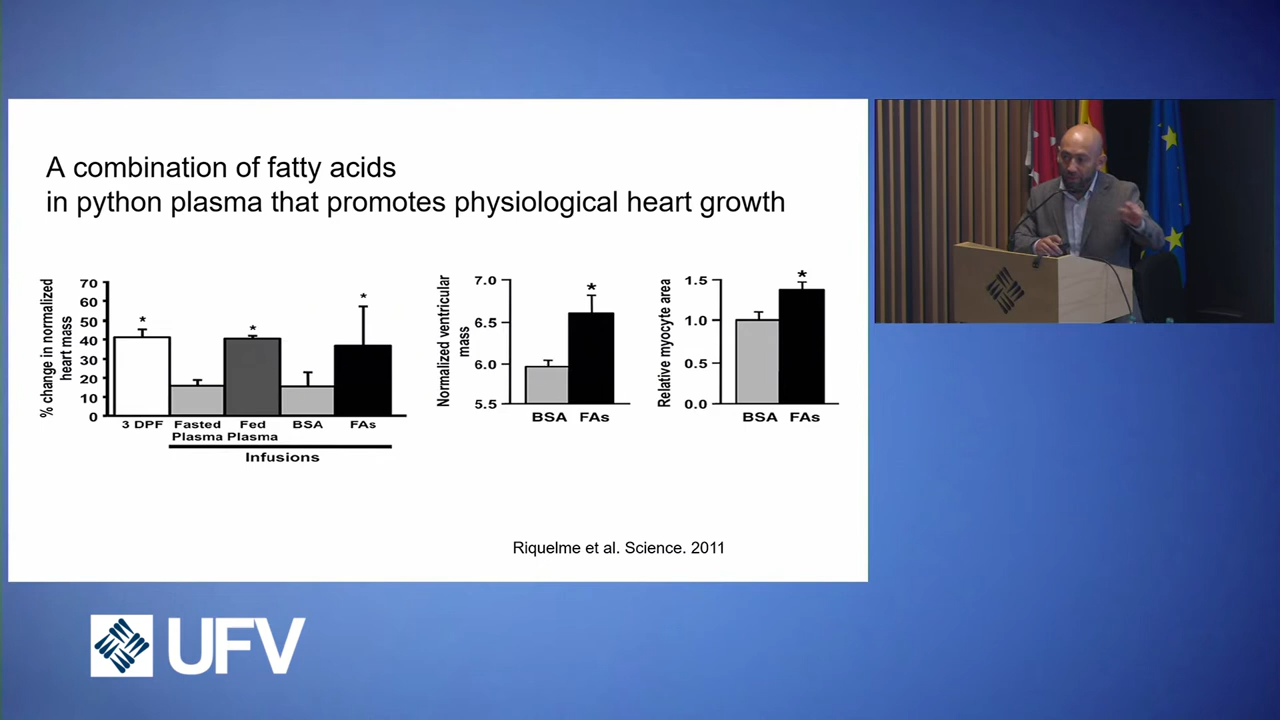 A combination of fatty acids
in python plasma that promotes physiological heart growth
% change in normalized
heart mass
70
60
50
40
30
20
10
0
*
*
*
3 DPF
Fasted
Plasma
Fed
Plasma
BSA
FAs
Infusions
Normalized ventricular
mass
7.0
6.5
6.0
5.5
*
BSA FAs
Relative myocyte area
1.5
1.0
0.5
0.0
*
BSA FAs
Riquelme et al. Science. 2011
UFV